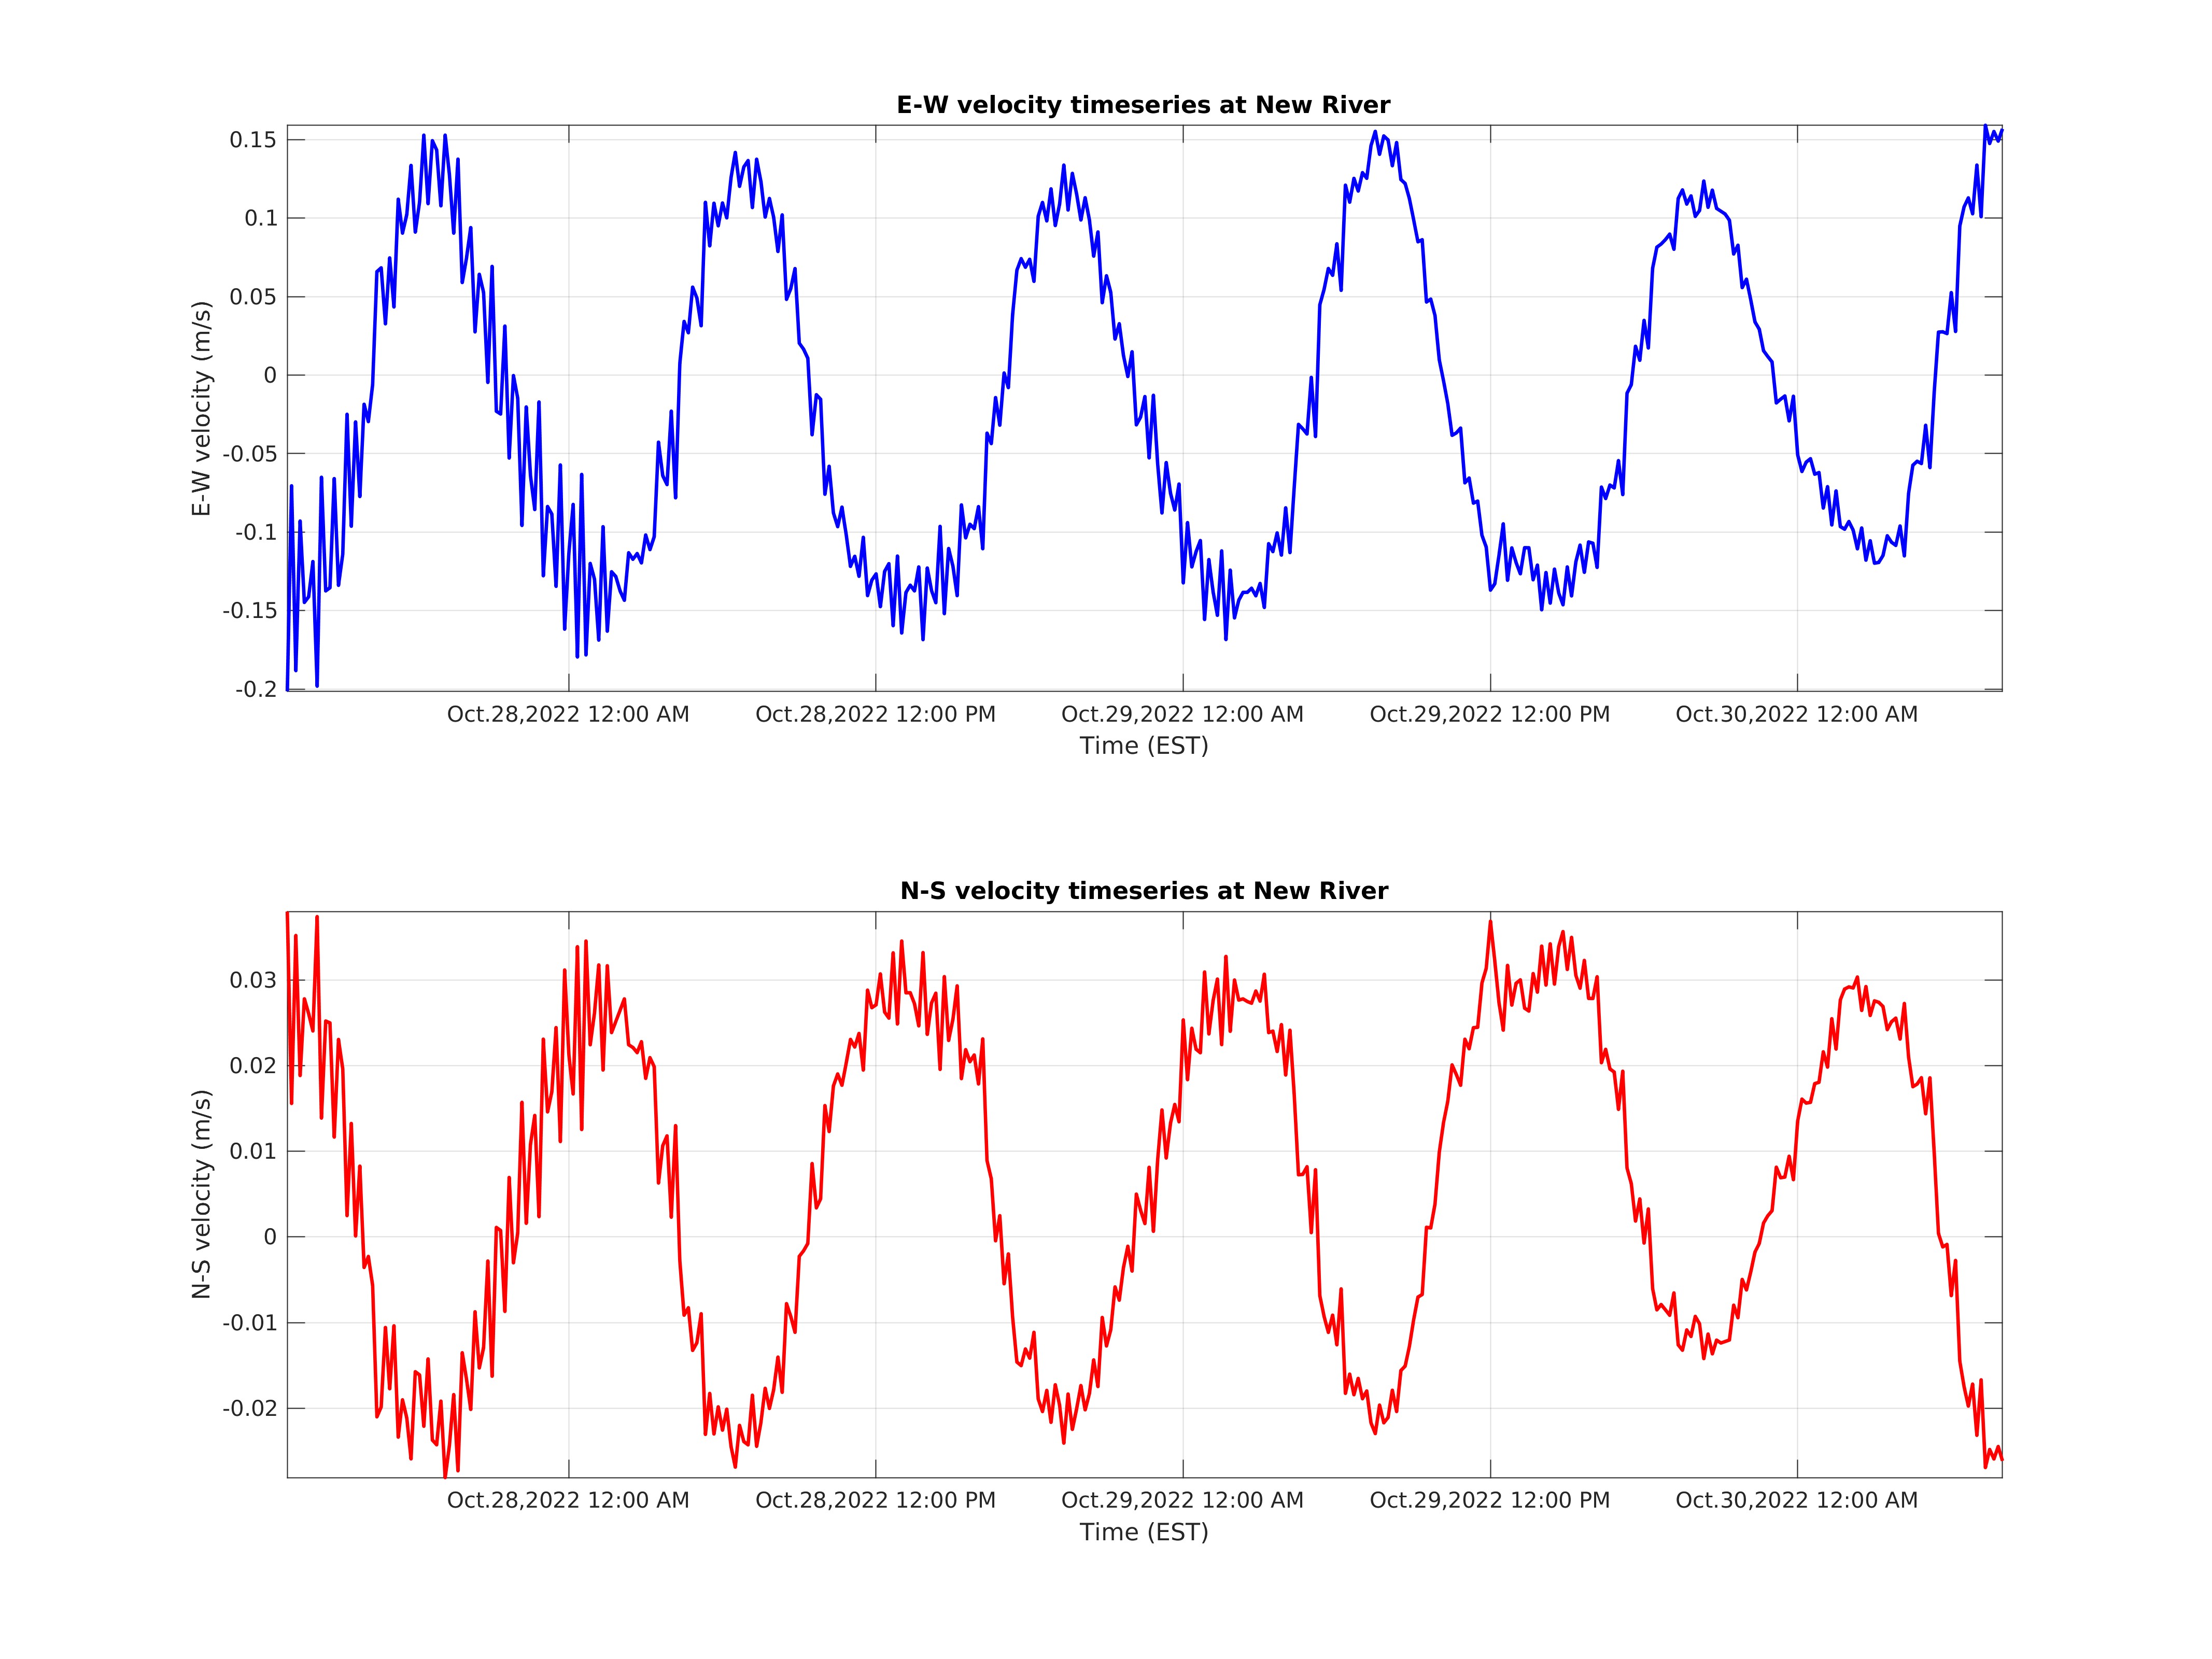 E-W velocity timeseries at New River
E-W velocity (m/s)
0.15
0.1
0.05
0
-0.05
-0.1
-0.15
-0.2
Oct.28,2022 12:00 AM
Oct.28,2022 12:00 PM
Oct.29,2022 12:00 AM
Oct.29,2022 12:00 PM
Oct.30,2022 12:00 AM
Time (EST)
N-S velocity timeseries at New River
N-S velocity (m/s)
0.03
0.02
0.01
0
-0.01
-0.02
Oct.28,2022 12:00 AM
Oct.28,2022 12:00 PM
Oct.29,2022 12:00 AM
Oct.29,2022 12:00 PM
Oct.30,2022 12:00 AM
Time (EST)